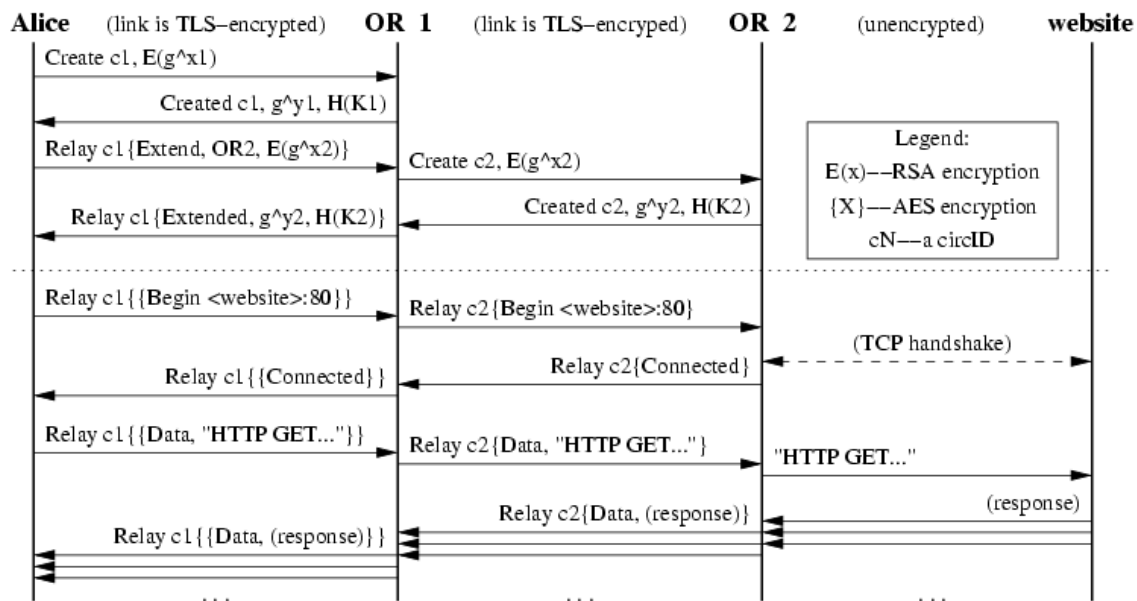 Alice (link is TLS-encrypted) OR 1 (link is TLS-encrypted) OR 2 (unencrypted) website
Create c1, E(g^x1)
Created c1, g^y1, H(K1)
Relay c1{Extend, OR2, E(g^x2)}
Create c2, E(g^x2)
Created c2, g^y2, H(K2)
Relay c1{Extended, g^y2, H(K2)}
Legend:
E(x)--RSA encryption
{X}--AES encryption
cN--a circID
Relay c1{{Begin <website>:80}}
Relay c2{Begin <website>:80}
(TCP handshake)
Relay c2{Connected}
Relay c1{{Connected}}
Relay c1{{Data, "HTTP GET..."}}
Relay c2{Data, "HTTP GET..."}
"HTTP GET..."
(response)
Relay c2{Data, (response)}
Relay c1{{Data, (response)}}
... ... ...